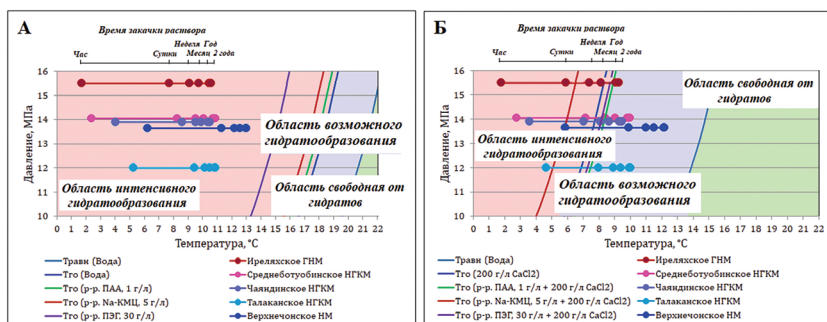 А
Время закачки раствора
Неделя Год
Час Сутки Месяц 2 года
16
15
14
13
12
11
10
Давление, МПа
Область возможного
гидратообразования
Область интенсивного
гидратообразования
Область свободная от
гидратов
0 1 2 3 4 5 6 7 8 9 10 11 12 13 14 15 16 17 18 19 20 21 22
Температура, °C
Травн (Вода)
Тго (Вода)
Тго (р-р. ПАА, 1 г/л)
Тго (р-р. Na-КМЦ, 5 г/л)
Тго (р-р. ПЭГ, 30 г/л)
Иреляхское ГНМ
Среднеботуобинское НГКМ
Чаяндинское НГКМ
Талаканское НГКМ
Верхнечонское НМ
Б
Время закачки раствора
Неделя Год
Час Сутки Месяц 2 года
16
15
14
13
12
11
10
Давление, МПа
Область свободная от
гидратов
Область интенсивного
гидратообразования
Область возможного
гидратообразования
0 1 2 3 4 5 6 7 8 9 10 11 12 13 14 15 16 17 18 19 20 21 22
Температура, °C
Травн (Вода)
Тго (200 г/л CaCl2)
Тго (р-р. ПАА, 1 г/л + 200 г/л CaCl2)
Тго (р-р. Na-КМЦ, 5 г/л + 200 г/л CaCl2)
Тго (р-р. ПЭГ, 30 г/л + 200 г/л CaCl2)
Иреляхское ГНМ
Среднеботуобинское НГКМ
Чаяндинское НГКМ
Талаканское НГКМ
Верхнечонское НМ